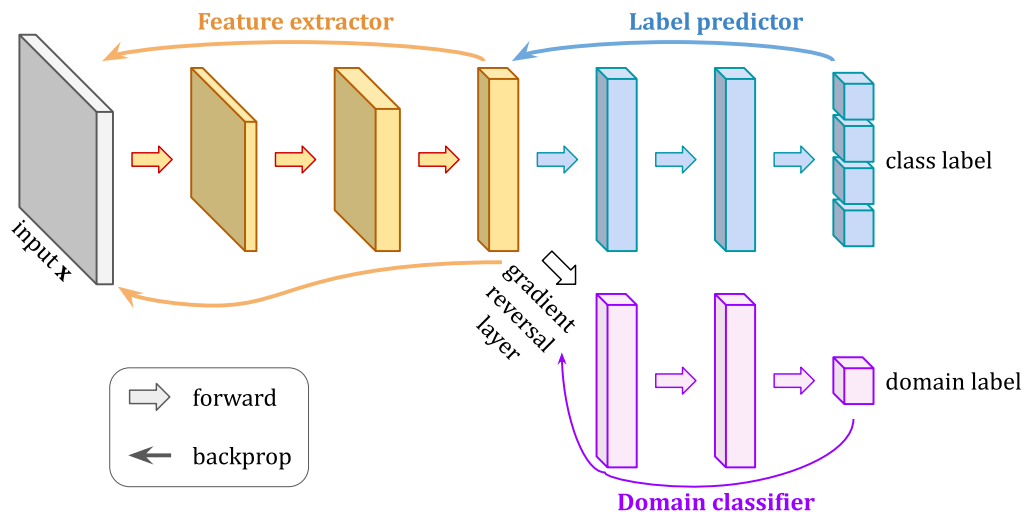 Feature extractor
Label predictor
class label
input x
gradient
reversal
layer
domain label
forward
backprop
Domain classifier